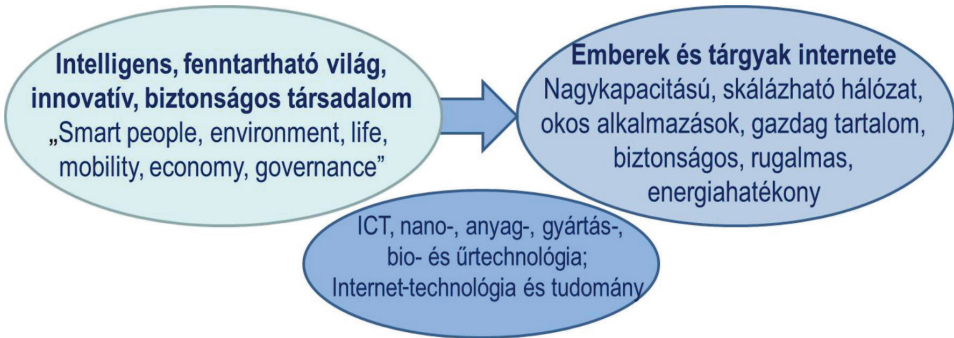 Intelligens, fenntartható világ,
innovatív, biztonságos társadalom
„Smart people, environment, life,
mobility, economy, governance”
Emberek és tárgyak internete
Nagykapacitású, skálázható hálózat,
okos alkalmazások, gazdag tartalom,
biztonságos, rugalmas,
energiahatékony
ICT, nano-, anyag-, gyártás-,
bio- és űrtechnológia;
Internet-technológia és tudomány